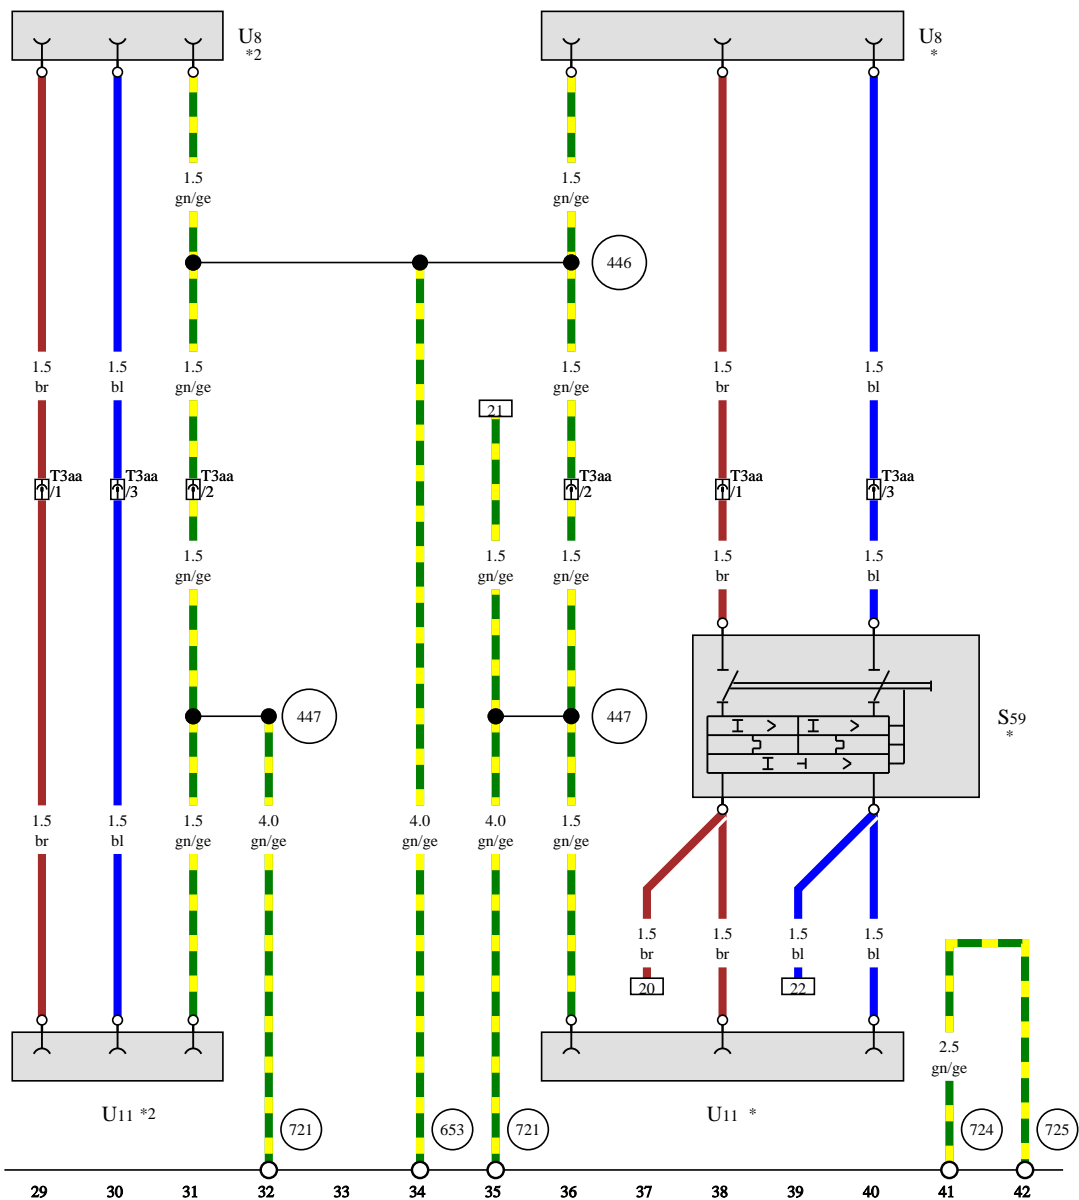 U8
*2
U8
*
1.5
gn/ge
1.5
gn/ge
446
1.5
br
1.5
bl
1.5
gn/ge
1.5
gn/ge
1.5
br
1.5
bl
21
T3aa
/1
T3aa
/3
T3aa
/2
T3aa
/2
T3aa
/1
T3aa
/3
1.5
gn/ge
1.5
gn/ge
1.5
gn/ge
1.5
br
1.5
bl
447
447
S59
*
1.5
br
1.5
bl
1.5
gn/ge
4.0
gn/ge
4.0
gn/ge
4.0
gn/ge
1.5
gn/ge
1.5
br
1.5
br
1.5
bl
1.5
bl
20
22
2.5
gn/ge
U11 *2
U11 *
721
653
721
724
725
29 30 31 32 33 34 35 36 37 38 39 40 41 42